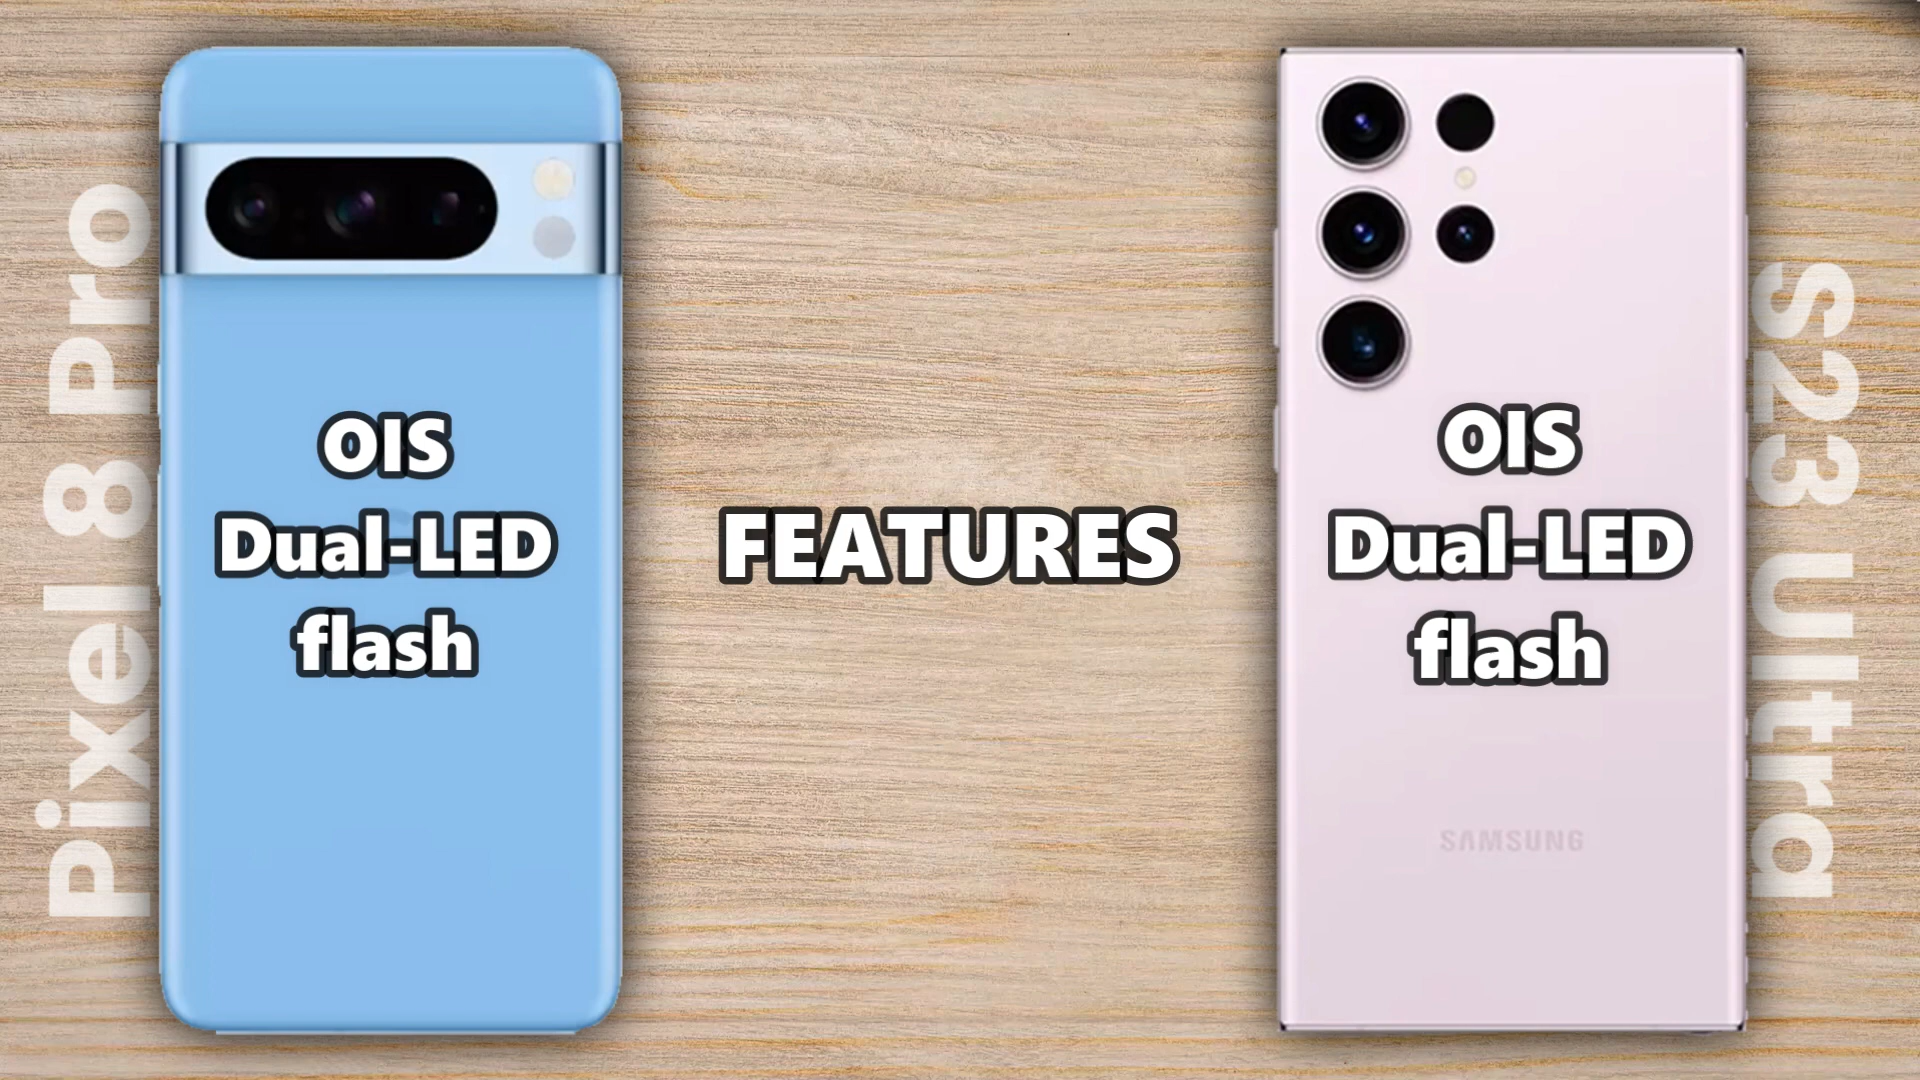 Pixel 8 Pro
OIS
Dual-LED
flash
FEATURES
OIS
Dual-LED
flash
SAMSUNG
S23 Ultra